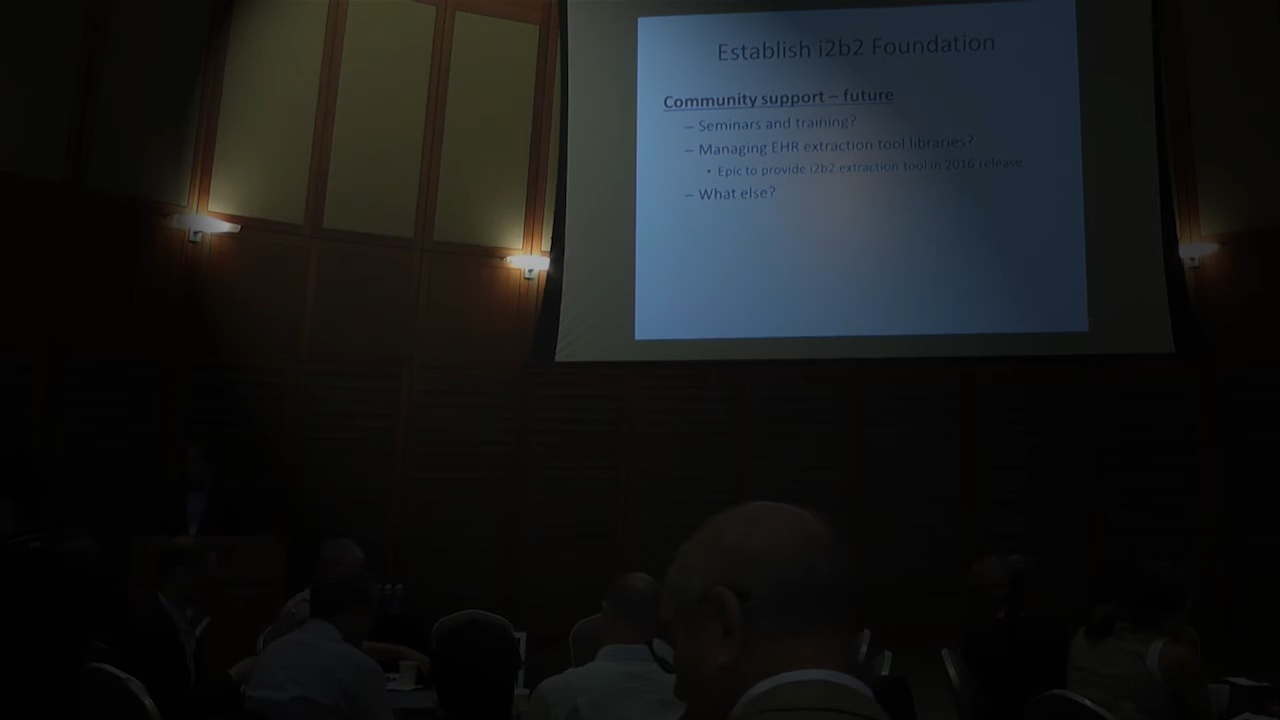 Establish i2b2 Foundation
Community support – future
– Seminars and training?
– Managing EHR extraction tool libraries?
• Epic to provide i2b2 extraction tool in 2016 release
– What else?